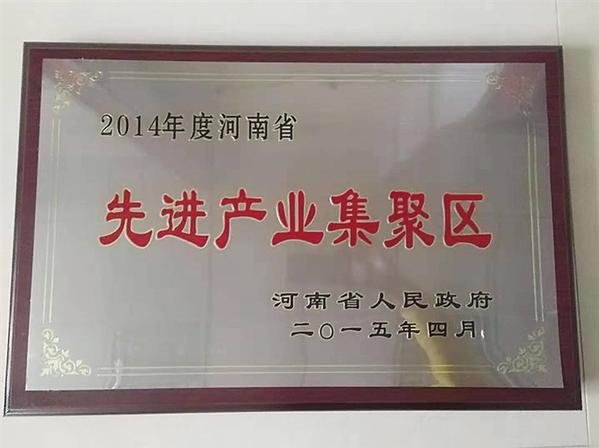 2014年度河南省
先进产业集聚区
河南省人民政府
二〇一五年四月